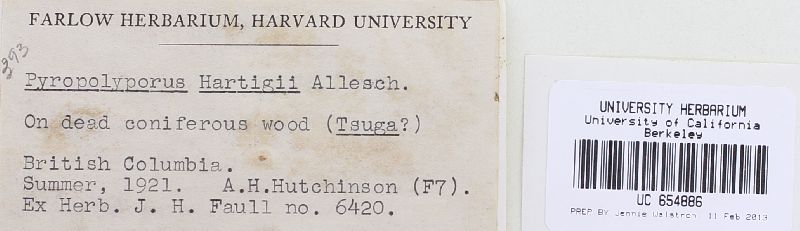 FARLOW HERBARIUM, HARVARD UNIVERSITY
393
Pyropolyporus Hartigii Allesch.
On dead coniferous wood (Tsuga?)
British Columbia.
Summer, 1921. A.H.Hutchinson (F7).
Ex Herb. J. H. Faull no. 6420.
UNIVERSITY HERBARIUM
University of California
Berkeley
UC 654886
PREP BY Jennie Walstrom 11 Feb 2013